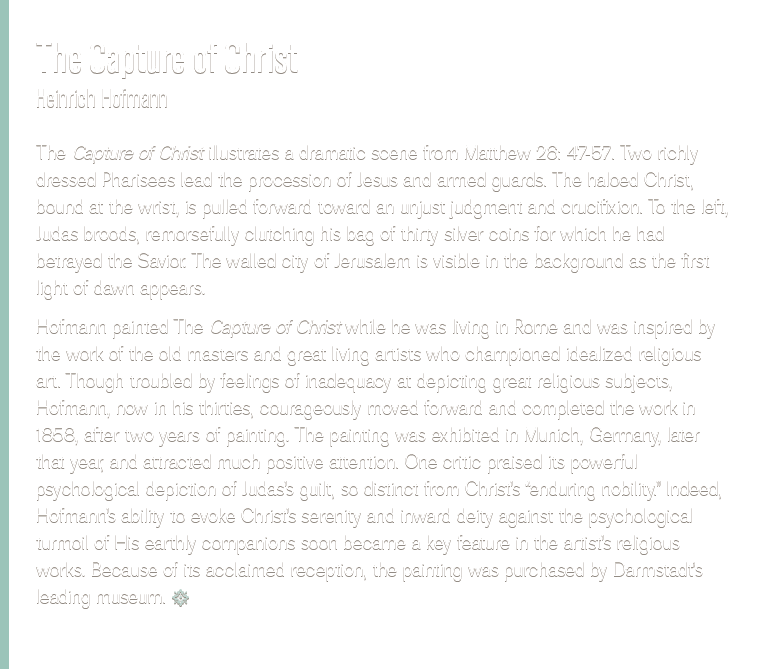 The Capture of Christ
Heinrich Hofmann
The Capture of Christ illustrates a dramatic scene from Matthew 26: 47-57. Two richly
dressed Pharisees lead the procession of Jesus and armed guards. The haloed Christ,
bound at the wrist, is pulled forward toward an unjust judgment and crucifixion. To the left,
Judas broods, remorsefully clutching his bag of thirty silver coins for which he had
betrayed the Savior. The walled city of Jerusalem is visible in the background as the first
light of dawn appears.
Hofmann painted The Capture of Christ while he was living in Rome and was inspired by
the work of the old masters and great living artists who championed idealized religious
art. Though troubled by feelings of inadequacy at depicting great religious subjects,
Hofmann, now in his thirties, courageously moved forward and completed the work in
1858, after two years of painting. The painting was exhibited in Munich, Germany, later
that year, and attracted much positive attention. One critic praised its powerful
psychological depiction of Judas's guilt, so distinct from Christ's "enduring nobility." Indeed,
Hofmann's ability to evoke Christ's serenity and inward deity against the psychological
turmoil of His earthly companions soon became a key feature in the artist's religious
works. Because of its acclaimed reception, the painting was purchased by Darmstadt's
leading museum.